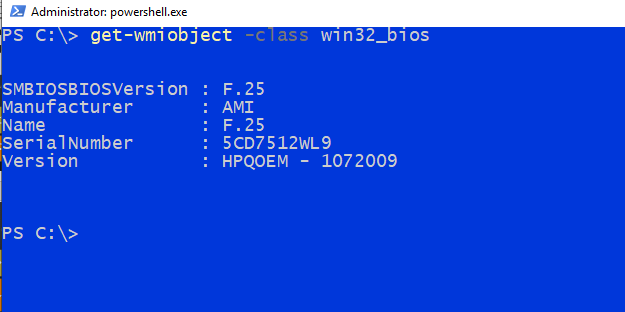 Administrator: powershell.exe
PS C:\> get-wmiobject -class win32_bios
SMBIOSBIOSVersion : F.25
Manufacturer      : AMI
Name              : F.25
SerialNumber      : 5CD7512WL9
Version           : HPQOEM - 1072009
PS C:\>